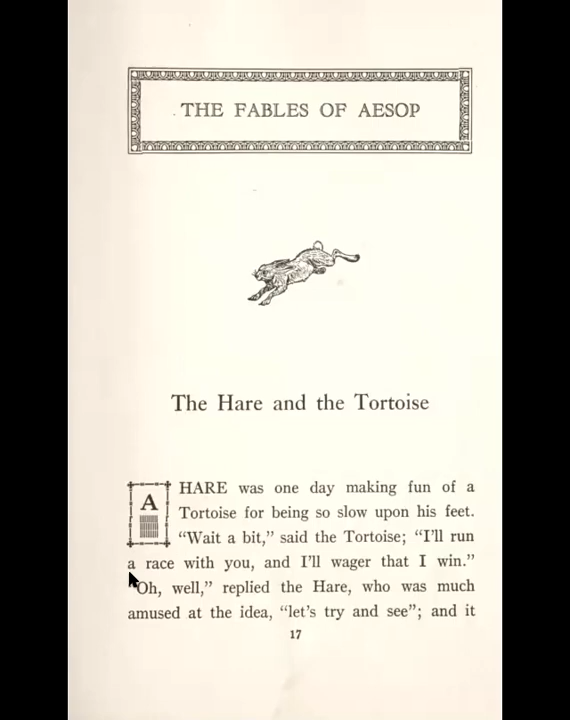 THE FABLES OF AESOP
The Hare and the Tortoise
A HARE was one day making fun of a
Tortoise for being so slow upon his feet.
“Wait a bit,” said the Tortoise; “I’ll run
a race with you, and I’ll wager that I win.”
“Oh, well,” replied the Hare, who was much
amused at the idea, “let’s try and see”; and it
17